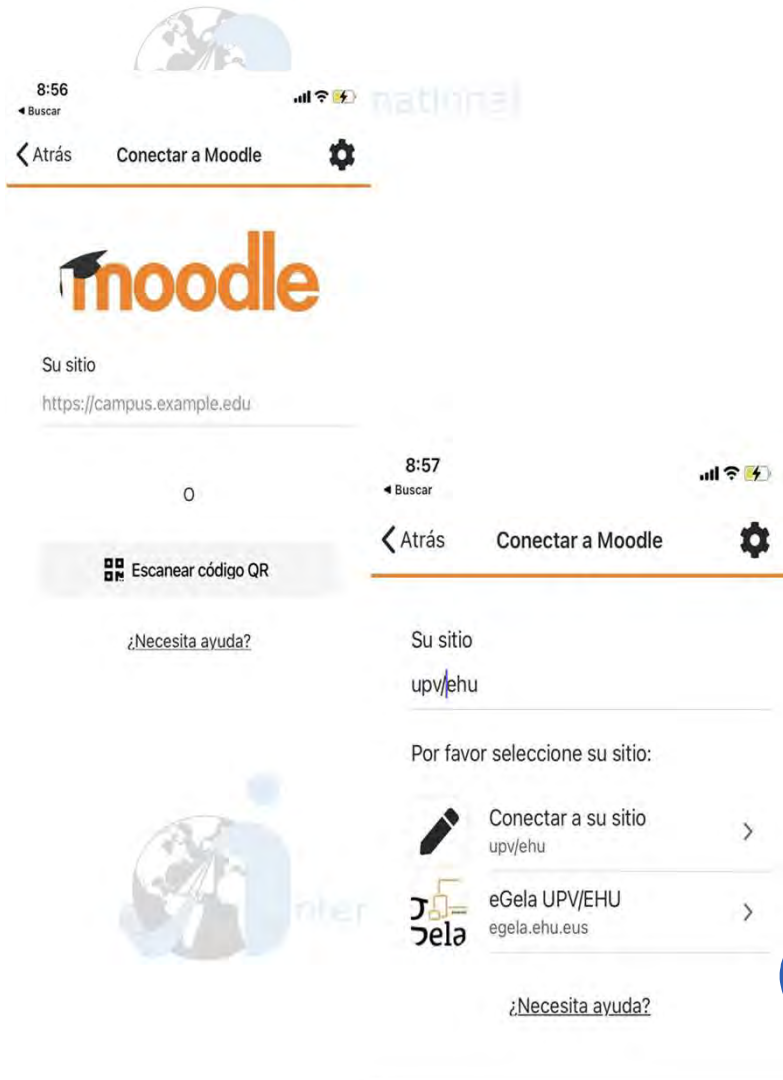 8:56
Buscar
national
Atrás
Conectar a Moodle
moodle
Su sitio
https://campus.example.edu
O
Escanear código QR
¿Necesita ayuda?
8:57
Buscar
Atrás
Conectar a Moodle
Su sitio
upv/ehu
Por favor seleccione su sitio:
Conectar a su sitio
upv/ehu
eGela UPV/EHU
egela.ehu.eus
¿Necesita ayuda?
Inter